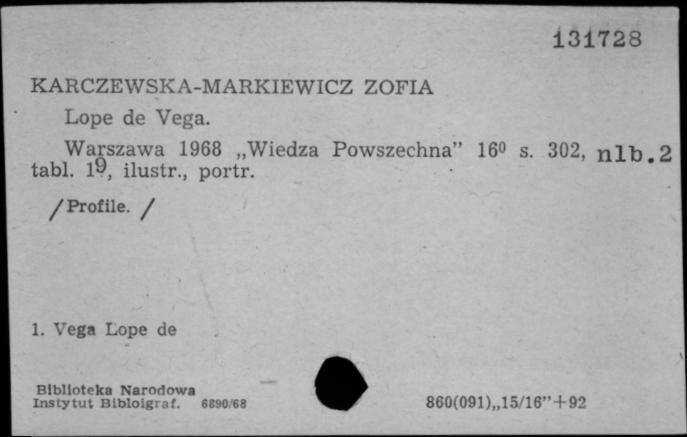 131728
KARCZEWSKA-MARKIEWICZ ZOFIA
Lope de Vega.
Warszawa 1968 „Wiedza Powszechna” 16⁰ s. 302, nlb.2
tabl. 19, ilustr., portr.
/Profile. /
1. Vega Lope de
Biblioteka Narodowa
Instytut Bibloigraf. 6890/68
860(091)„15/16”+92